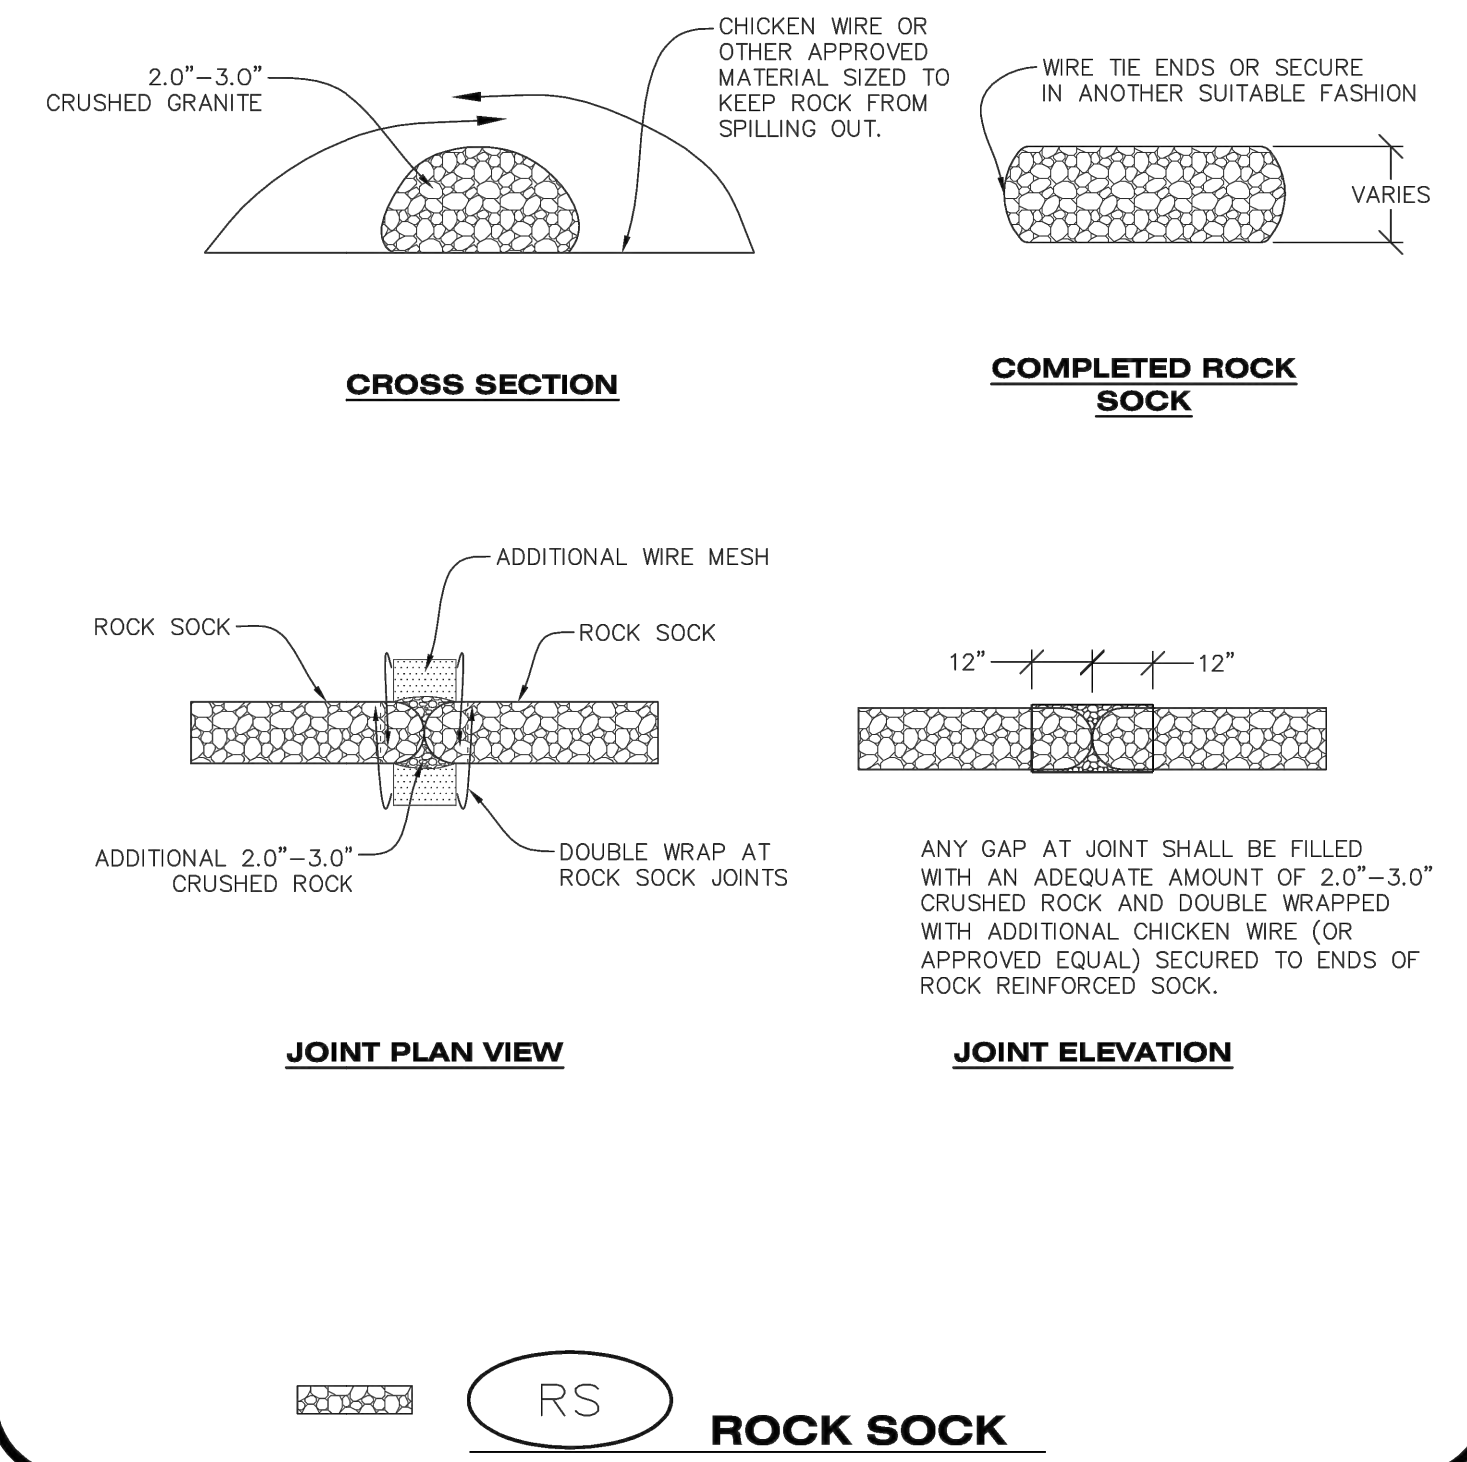 2.0"–3.0"
CRUSHED GRANITE
CHICKEN WIRE OR
OTHER APPROVED
MATERIAL SIZED TO
KEEP ROCK FROM
SPILLING OUT.
CROSS SECTION
WIRE TIE ENDS OR SECURE
IN ANOTHER SUITABLE FASHION
VARIES
COMPLETED ROCK
SOCK
ADDITIONAL WIRE MESH
ROCK SOCK
ROCK SOCK
ADDITIONAL 2.0"–3.0"
CRUSHED ROCK
DOUBLE WRAP AT
ROCK SOCK JOINTS
JOINT PLAN VIEW
12"
12"
ANY GAP AT JOINT SHALL BE FILLED
WITH AN ADEQUATE AMOUNT OF 2.0"–3.0"
CRUSHED ROCK AND DOUBLE WRAPPED
WITH ADDITIONAL CHICKEN WIRE (OR
APPROVED EQUAL) SECURED TO ENDS OF
ROCK REINFORCED SOCK.
JOINT ELEVATION
RS
ROCK SOCK